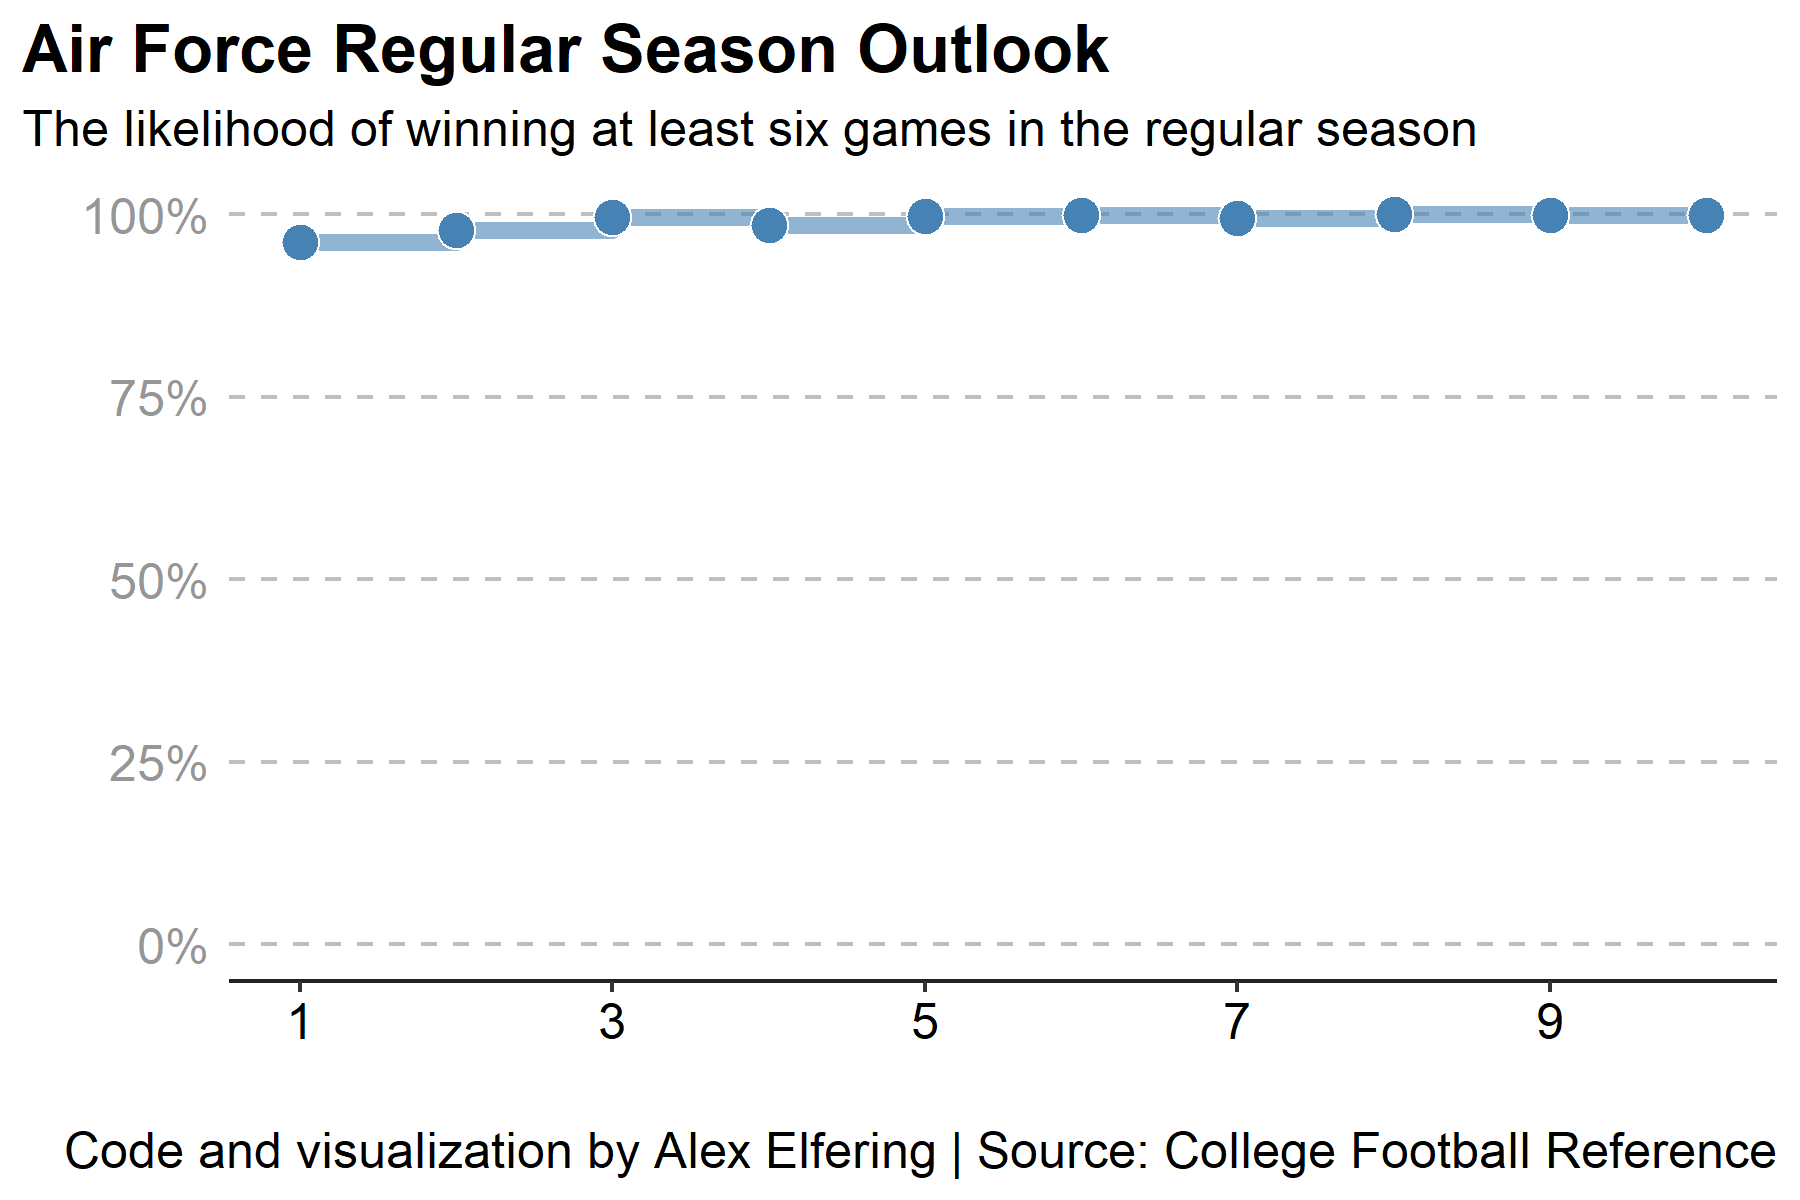 Air Force Regular Season Outlook
The likelihood of winning at least six games in the regular season
100%
75%
50%
25%
0%
1 3 5 7 9
Code and visualization by Alex Elfering | Source: College Football Reference